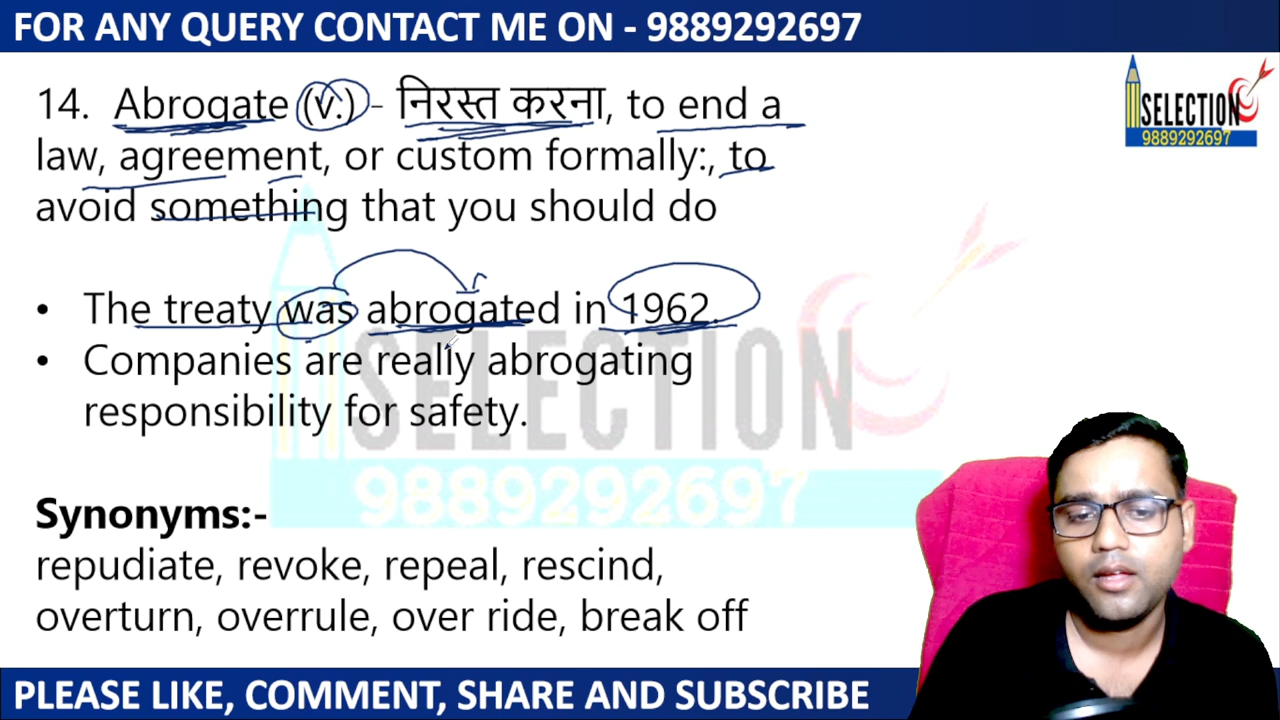 FOR ANY QUERY CONTACT ME ON - 9889292697
SELECTION
9889292697
14. Abrogate (v.) - निरस्त करना, to end a
law, agreement, or custom formally:, to
avoid something that you should do
• The treaty was abrogated in 1962.
• Companies are really abrogating
responsibility for safety.
SELECTION
9889292697
Synonyms:-
repudiate, revoke, repeal, rescind,
overturn, overrule, over ride, break off
PLEASE LIKE, COMMENT, SHARE AND SUBSCRIBE